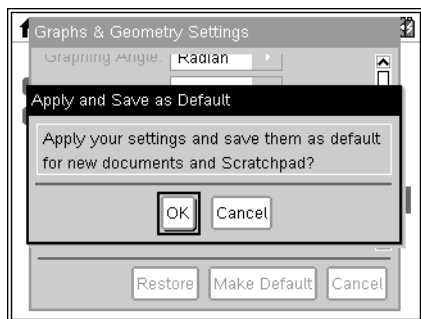 Graphs & Geometry Settings
Graphing Angle: Radian
Apply and Save as Default
Apply your settings and save them as default
for new documents and Scratchpad?
OK Cancel
Restore Make Default Cancel